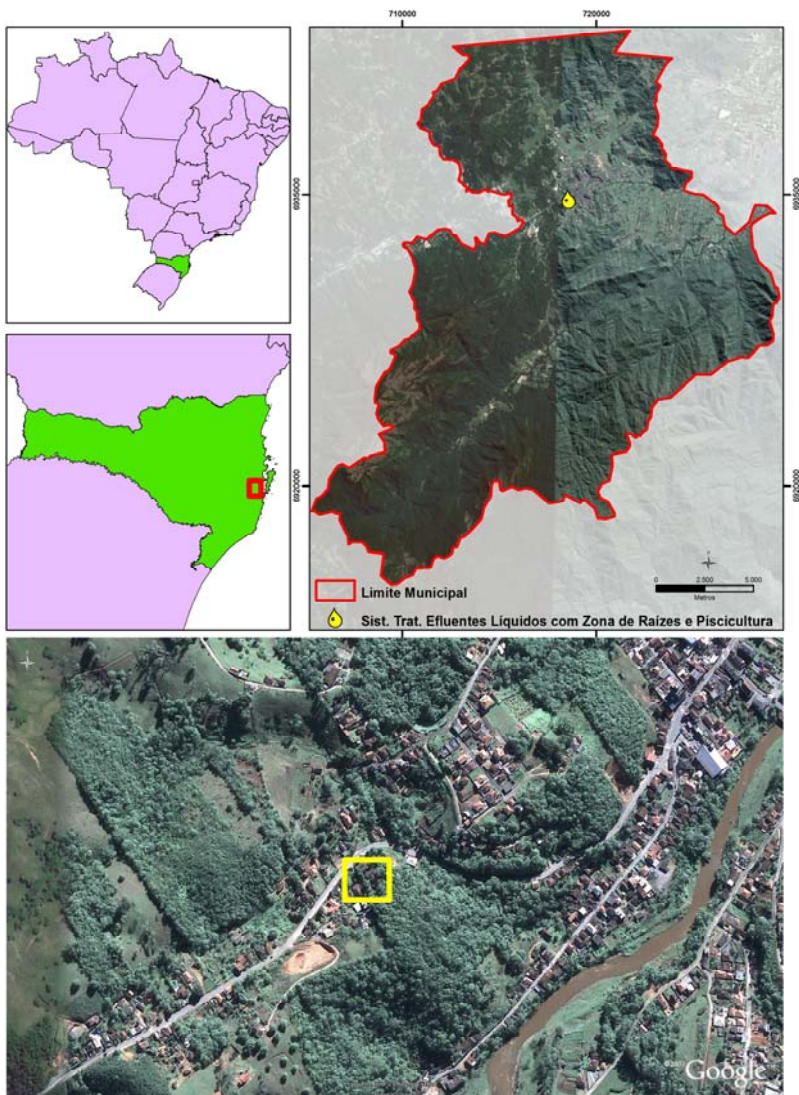 710000
720000
6935000
6935000
6920000
6920000
0 2.500 5.000
Metros
Limite Municipal
Sist. Trat. Efluentes Líquidos com Zona de Raízes e Piscicultura
Google